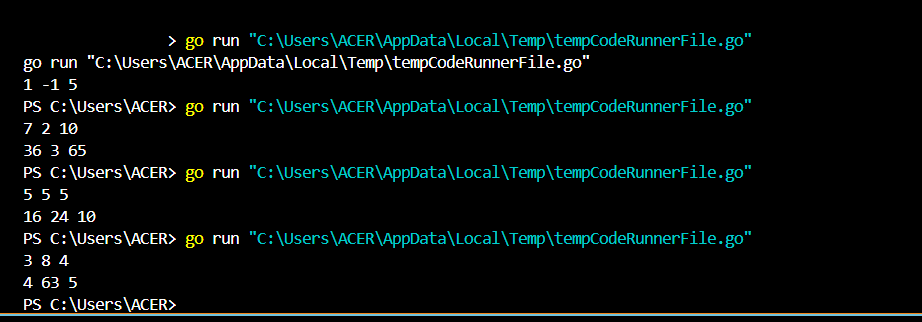 > go run "C:\Users\ACER\AppData\Local\Temp\tempCodeRunnerFile.go"
go run "C:\Users\ACER\AppData\Local\Temp\tempCodeRunnerFile.go"
1 -1 5
PS C:\Users\ACER> go run "C:\Users\ACER\AppData\Local\Temp\tempCodeRunnerFile.go"
7 2 10
36 3 65
PS C:\Users\ACER> go run "C:\Users\ACER\AppData\Local\Temp\tempCodeRunnerFile.go"
5 5 5
16 24 10
PS C:\Users\ACER> go run "C:\Users\ACER\AppData\Local\Temp\tempCodeRunnerFile.go"
3 8 4
4 63 5
PS C:\Users\ACER>